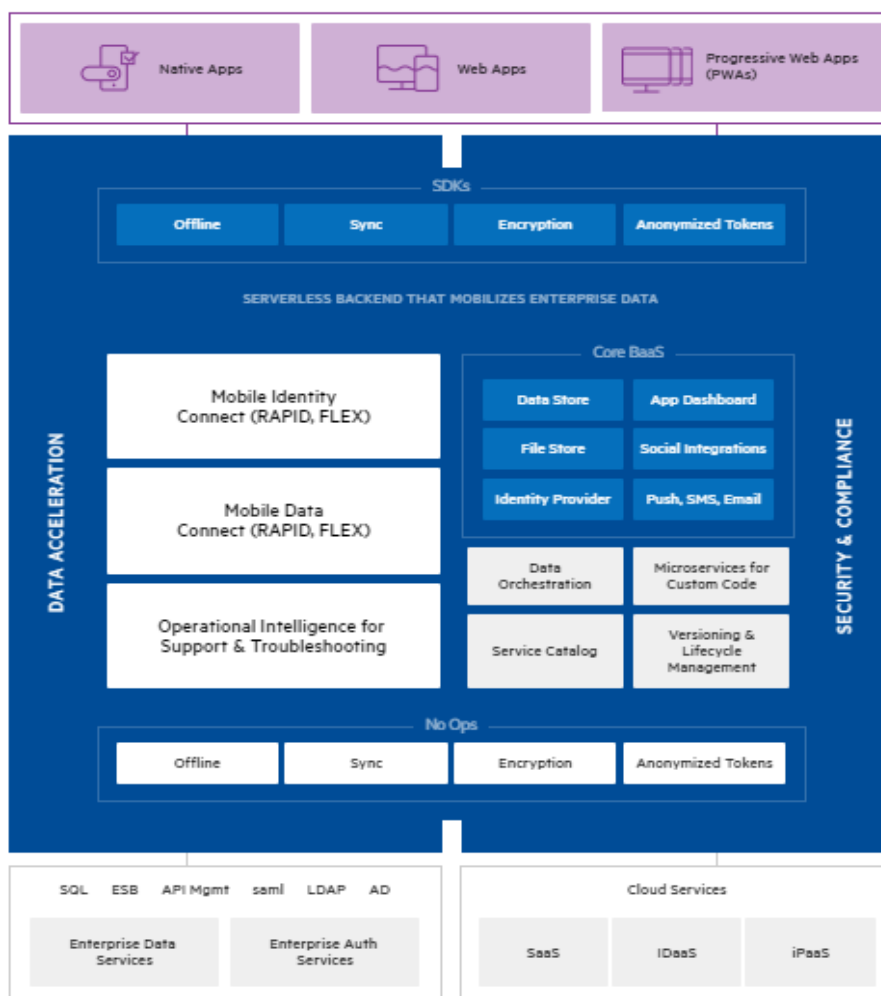 Native Apps
Web Apps
Progressive Web Apps
(PWAs)
SDKs
Offline
Sync
Encryption
Anonymized Tokens
SERVERLESS BACKEND THAT MOBILIZES ENTERPRISE DATA
DATA ACCELERATION
Mobile Identity
Connect (RAPID, FLEX)
Mobile Data
Connect (RAPID, FLEX)
Operational Intelligence for
Support & Troubleshooting
Core BaaS
Data Store
App Dashboard
File Store
Social Integrations
Identity Provider
Push, SMS, Email
Data
Orchestration
Microservices for
Custom Code
Service Catalog
Versioning &
Lifecycle
Management
SECURITY & COMPLIANCE
No Ops
Offline
Sync
Encryption
Anonymized Tokens
SQL ESB API Mgmt saml LDAP AD
Enterprise Data
Services
Enterprise Auth
Services
Cloud Services
SaaS
IDaaS
iPaaS